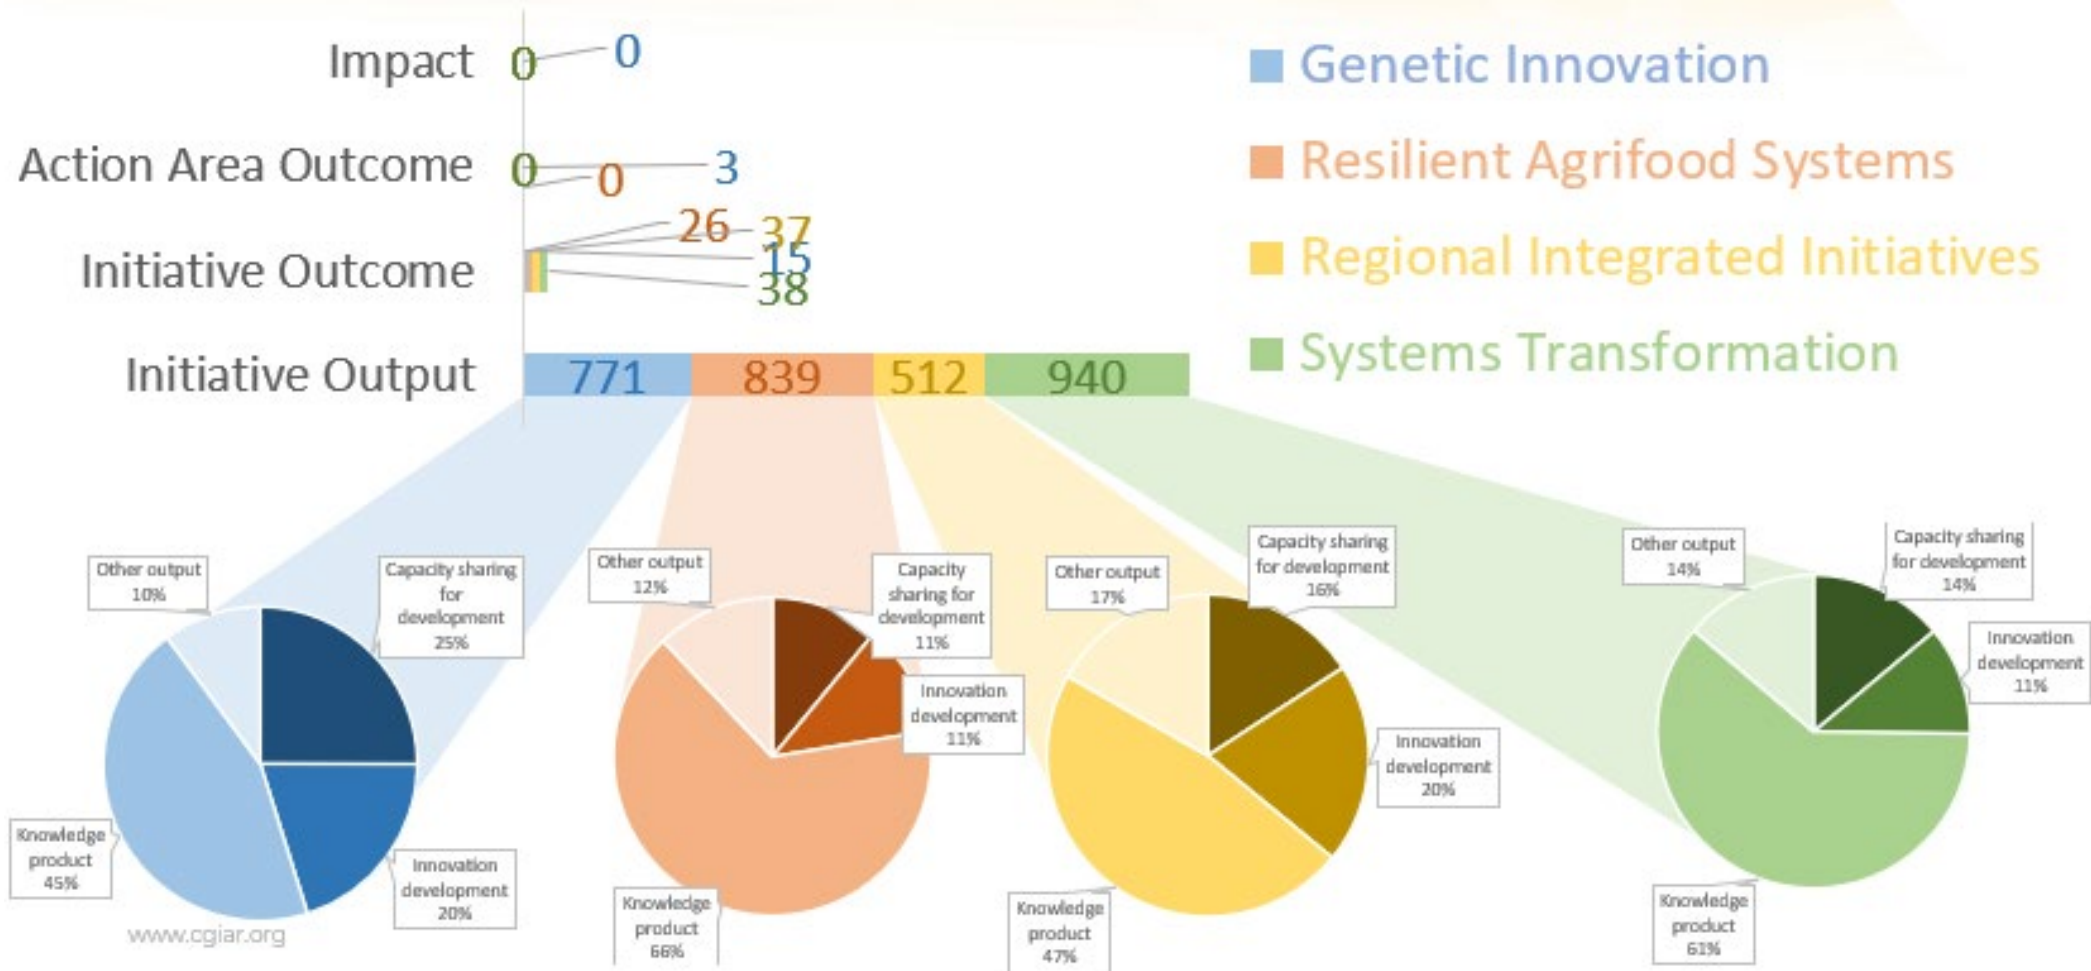 Impact
0
0
Genetic Innovation
Action Area Outcome
0
0
3
Resilient Agrifood Systems
Initiative Outcome
26
37
15
38
Regional Integrated Initiatives
Initiative Output
771
839
512
940
Systems Transformation
Other output
10%
Capacity sharing
for
development
25%
Knowledge
product
45%
Innovation
development
20%
Other output
12%
Capacity
sharing for
development
11%
Innovation
development
11%
Knowledge
product
66%
Other output
17%
Capacity sharing
for development
16%
Innovation
development
20%
Knowledge
product
47%
Other output
14%
Capacity sharing
for development
14%
Innovation
development
11%
Knowledge
product
61%
www.cgiar.org